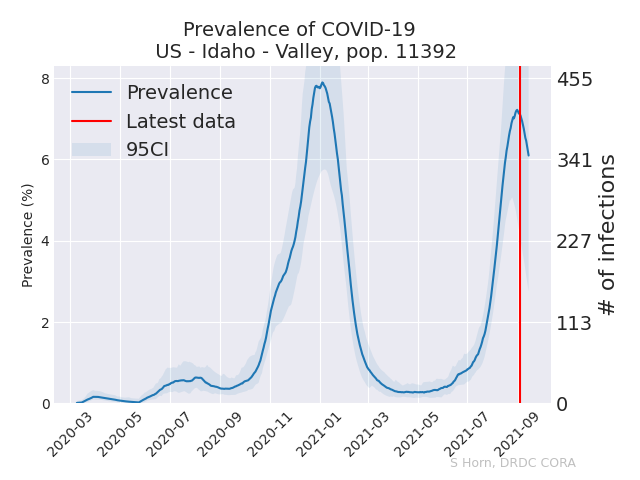 Prevalence of COVID-19
US - Idaho - Valley, pop. 11392
Prevalence
Latest data
95CI
Prevalence (%)
8
6
4
2
0
455
341
227
113
0
# of infections
2020-03
2020-05
2020-07
2020-09
2020-11
2021-01
2021-03
2021-05
2021-07
2021-09
S Horn, DRDC CORA